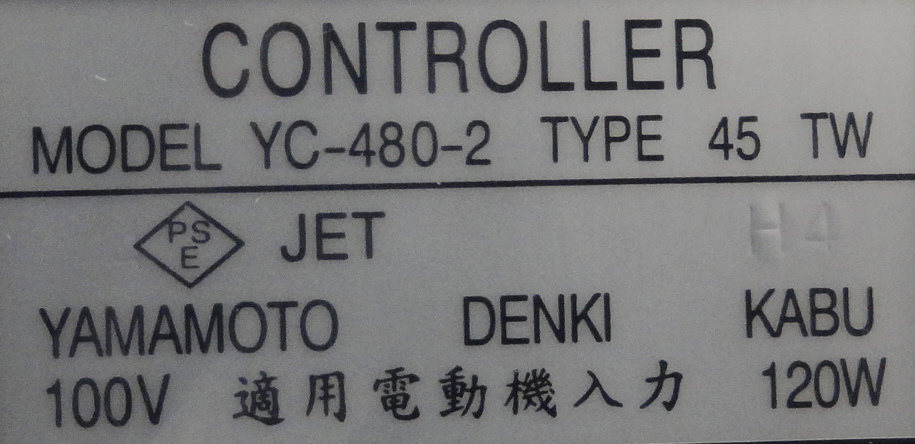 CONTROLLER
MODEL YC-480-2 TYPE 45 TW
PSE JET H4
YAMAMOTO DENKI KABU
100V 適用電動機入力 120W